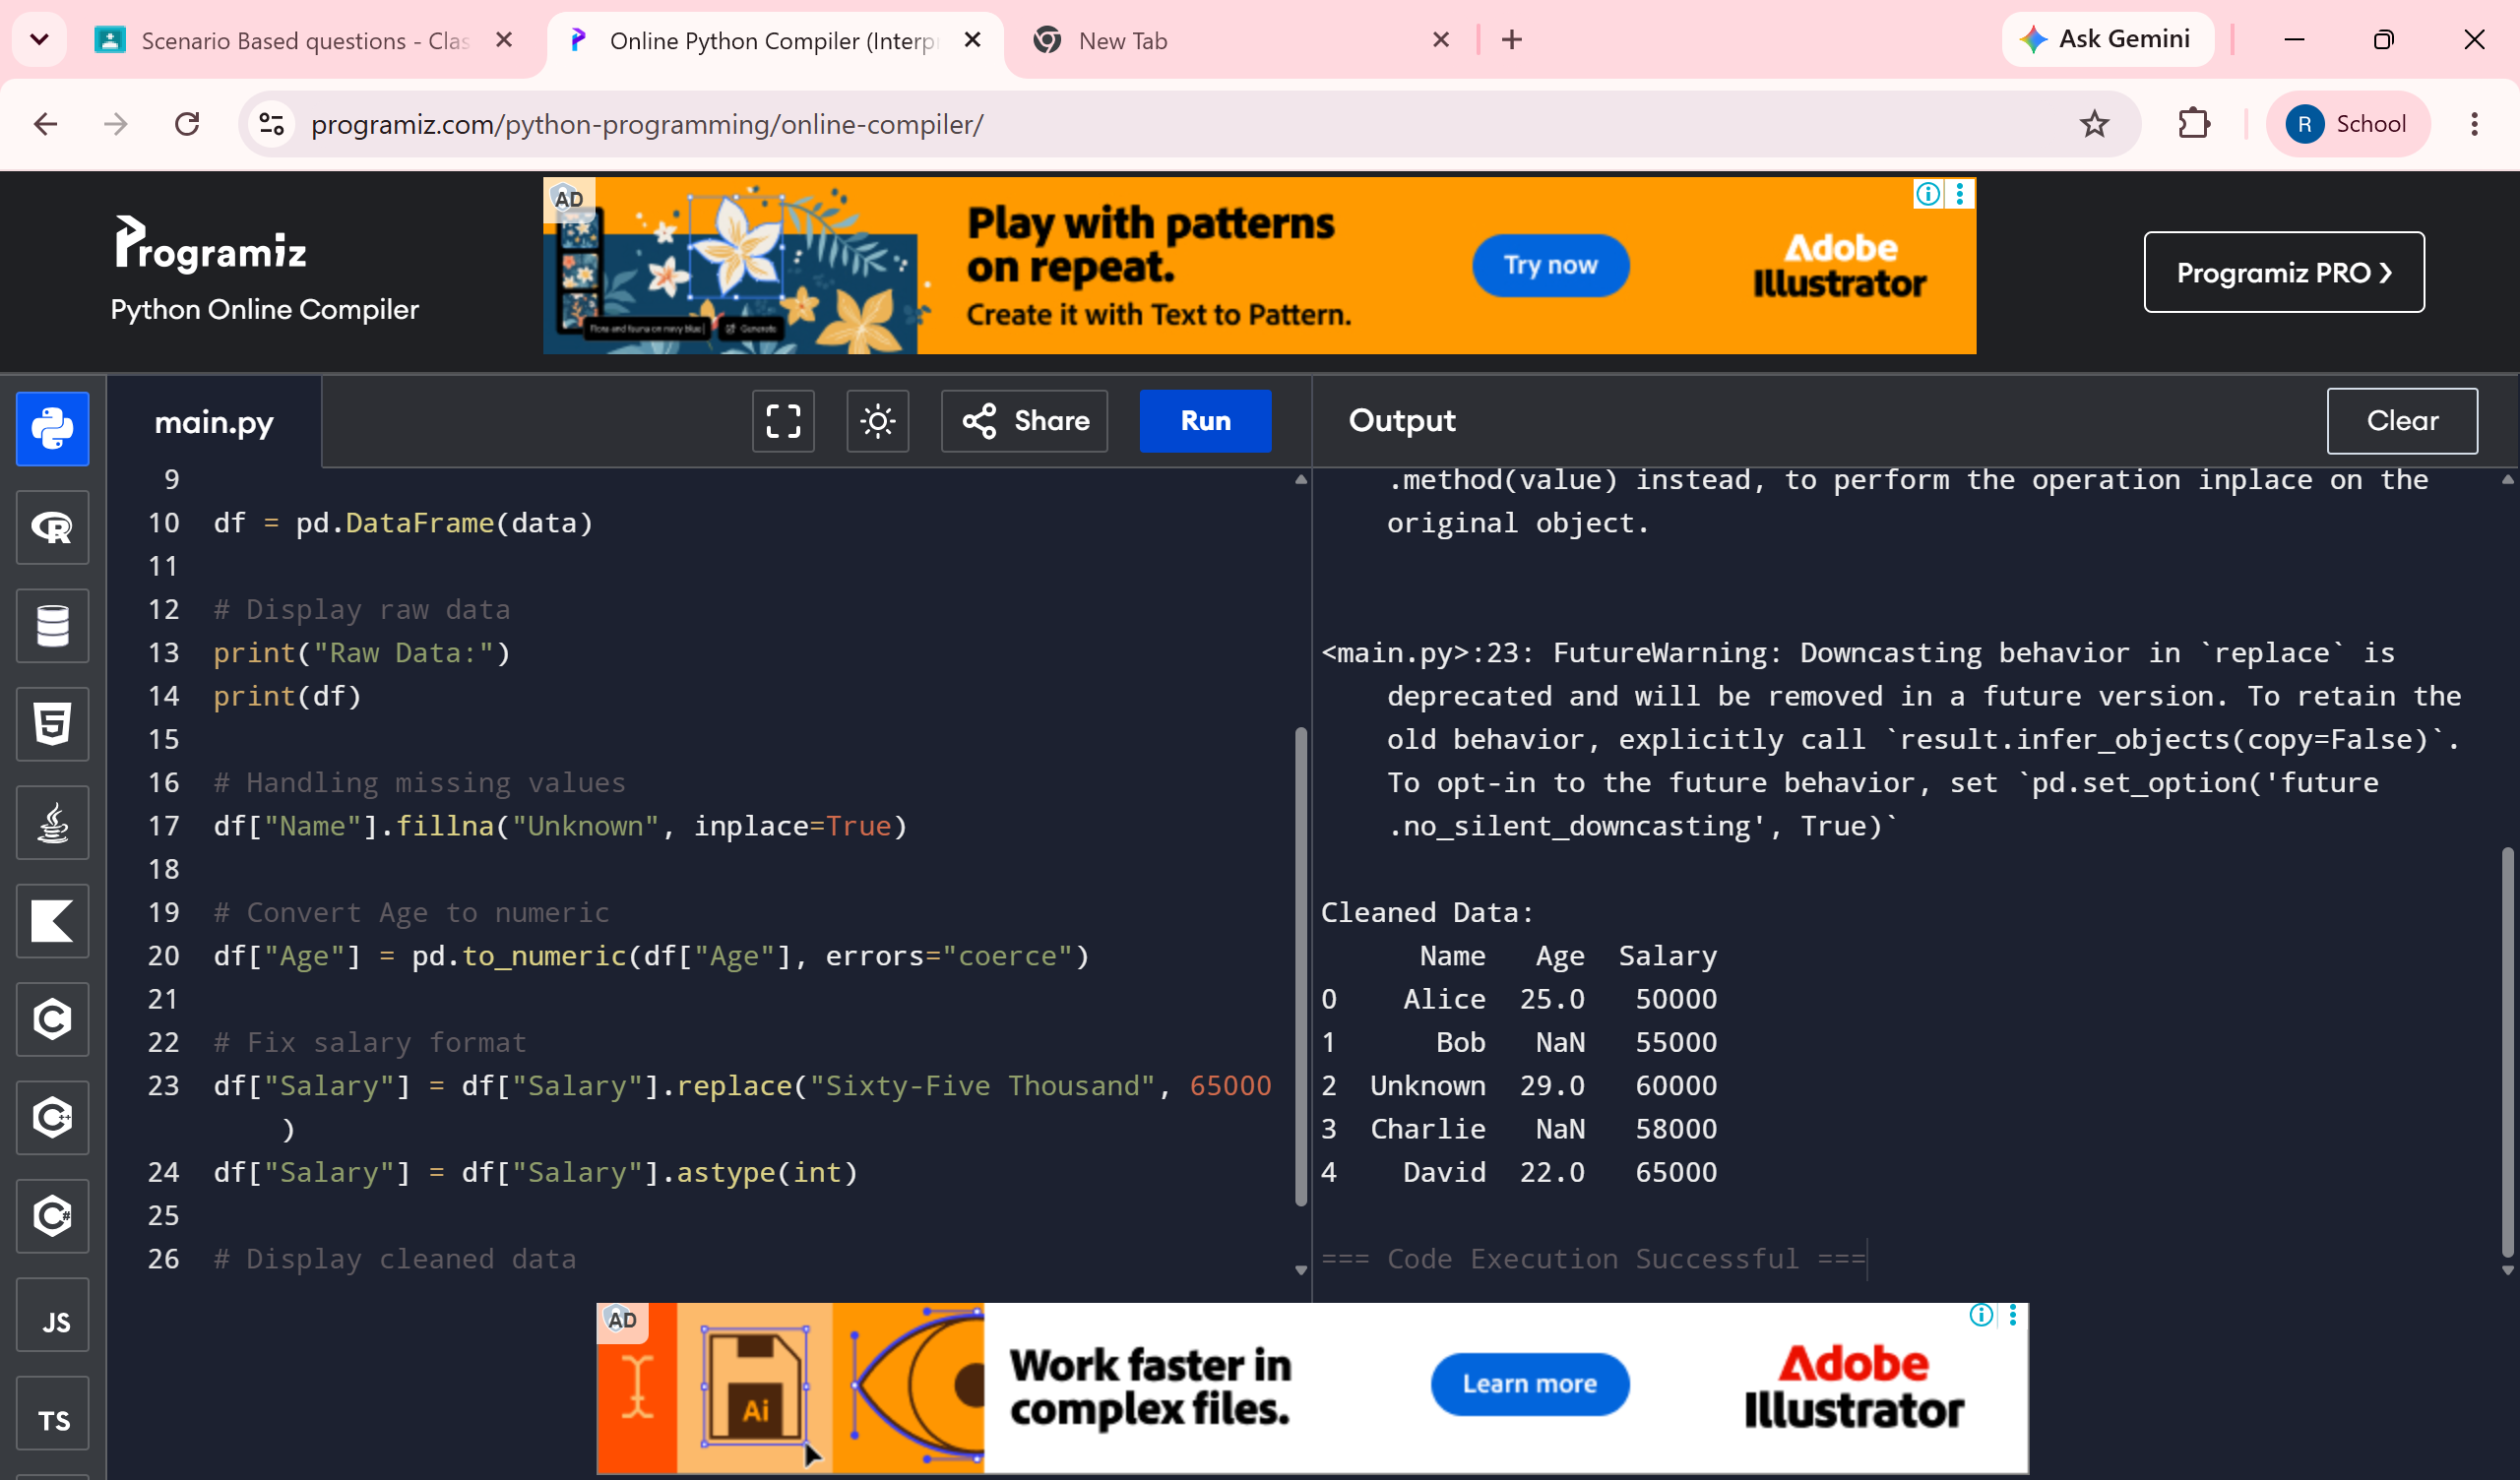 Scenario Based questions - Clas
Online Python Compiler (Interp
New Tab
Ask Gemini
programiz.com/python-programming/online-compiler/
R School
Programiz
Python Online Compiler
AD
Play with patterns
on repeat.
Create it with Text to Pattern.
Flora and fauna on navy blue
Generate
Try now
Adobe
Illustrator
Programiz PRO ❯
main.py
Share
Run
Output
Clear
9
10 df = pd.DataFrame(data)
11
12 # Display raw data
13 print("Raw Data:")
14 print(df)
15
16 # Handling missing values
17 df["Name"].fillna("Unknown", inplace=True)
18
19 # Convert Age to numeric
20 df["Age"] = pd.to_numeric(df["Age"], errors="coerce")
21
22 # Fix salary format
23 df["Salary"] = df["Salary"].replace("Sixty-Five Thousand", 65000
)
24 df["Salary"] = df["Salary"].astype(int)
25
26 # Display cleaned data
.method(value) instead, to perform the operation inplace on the
original object.
<main.py>:23: FutureWarning: Downcasting behavior in `replace` is
deprecated and will be removed in a future version. To retain the
old behavior, explicitly call `result.infer_objects(copy=False)`.
To opt-in to the future behavior, set `pd.set_option('future
.no_silent_downcasting', True)`
Cleaned Data:
Name Age Salary
0 Alice 25.0 50000
1 Bob NaN 55000
2 Unknown 29.0 60000
3 Charlie NaN 58000
4 David 22.0 65000
=== Code Execution Successful ===
R
5
C
C++
C#
JS
TS
AD
Ai
Work faster in
complex files.
Learn more
Adobe
Illustrator